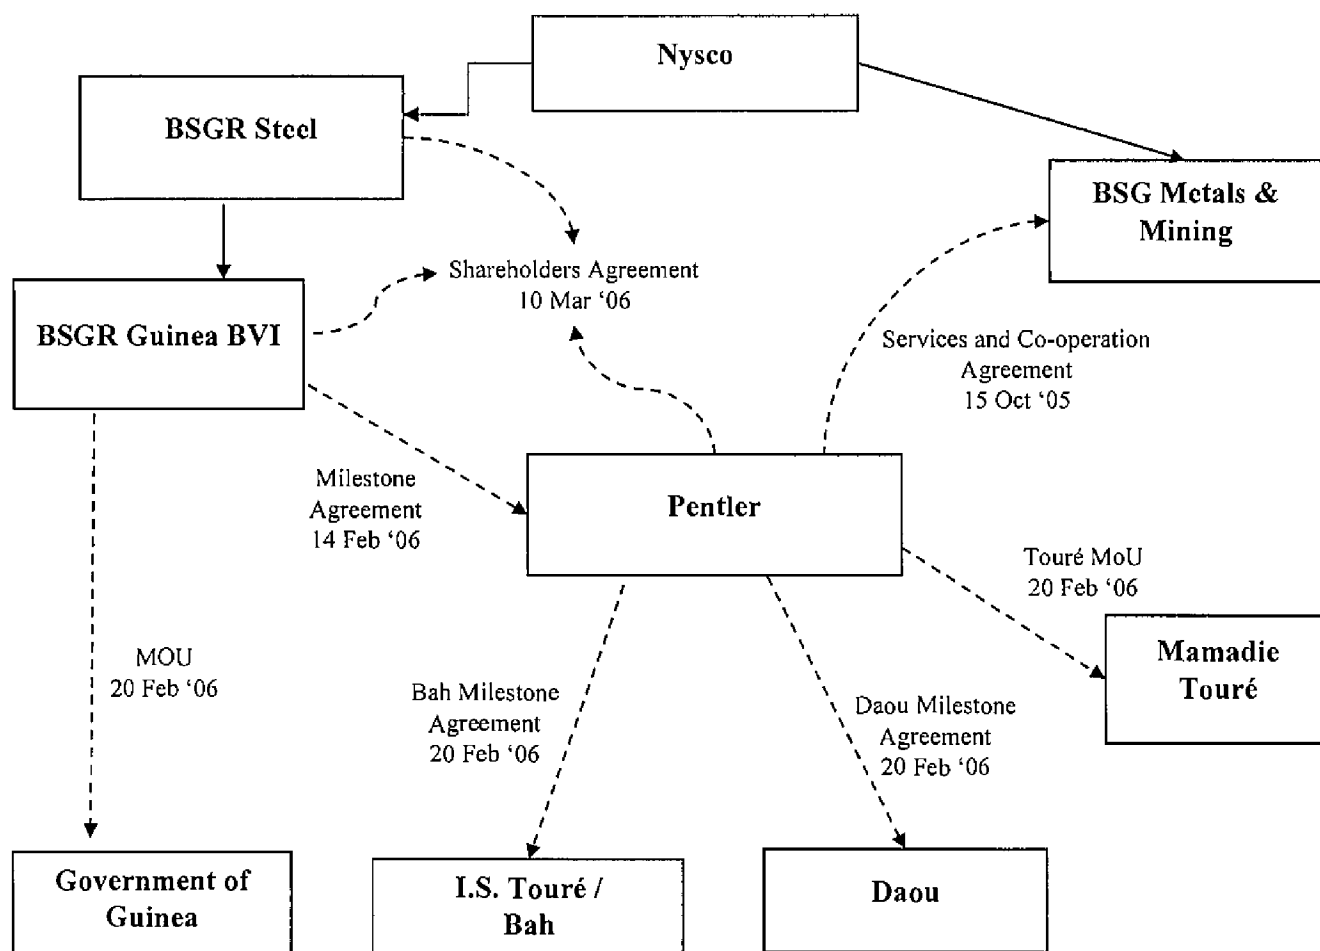 Nysco
BSGR Steel
BSG Metals &
Mining
Shareholders Agreement
10 Mar ‘06
BSGR Guinea BVI
Services and Co-operation
Agreement
15 Oct ‘05
Milestone
Agreement
14 Feb ‘06
Pentler
Touré MoU
20 Feb ‘06
MOU
20 Feb ‘06
Bah Milestone
Agreement
20 Feb ‘06
Daou Milestone
Agreement
20 Feb ‘06
Mamadie
Touré
Government of
Guinea
I.S. Touré /
Bah
Daou